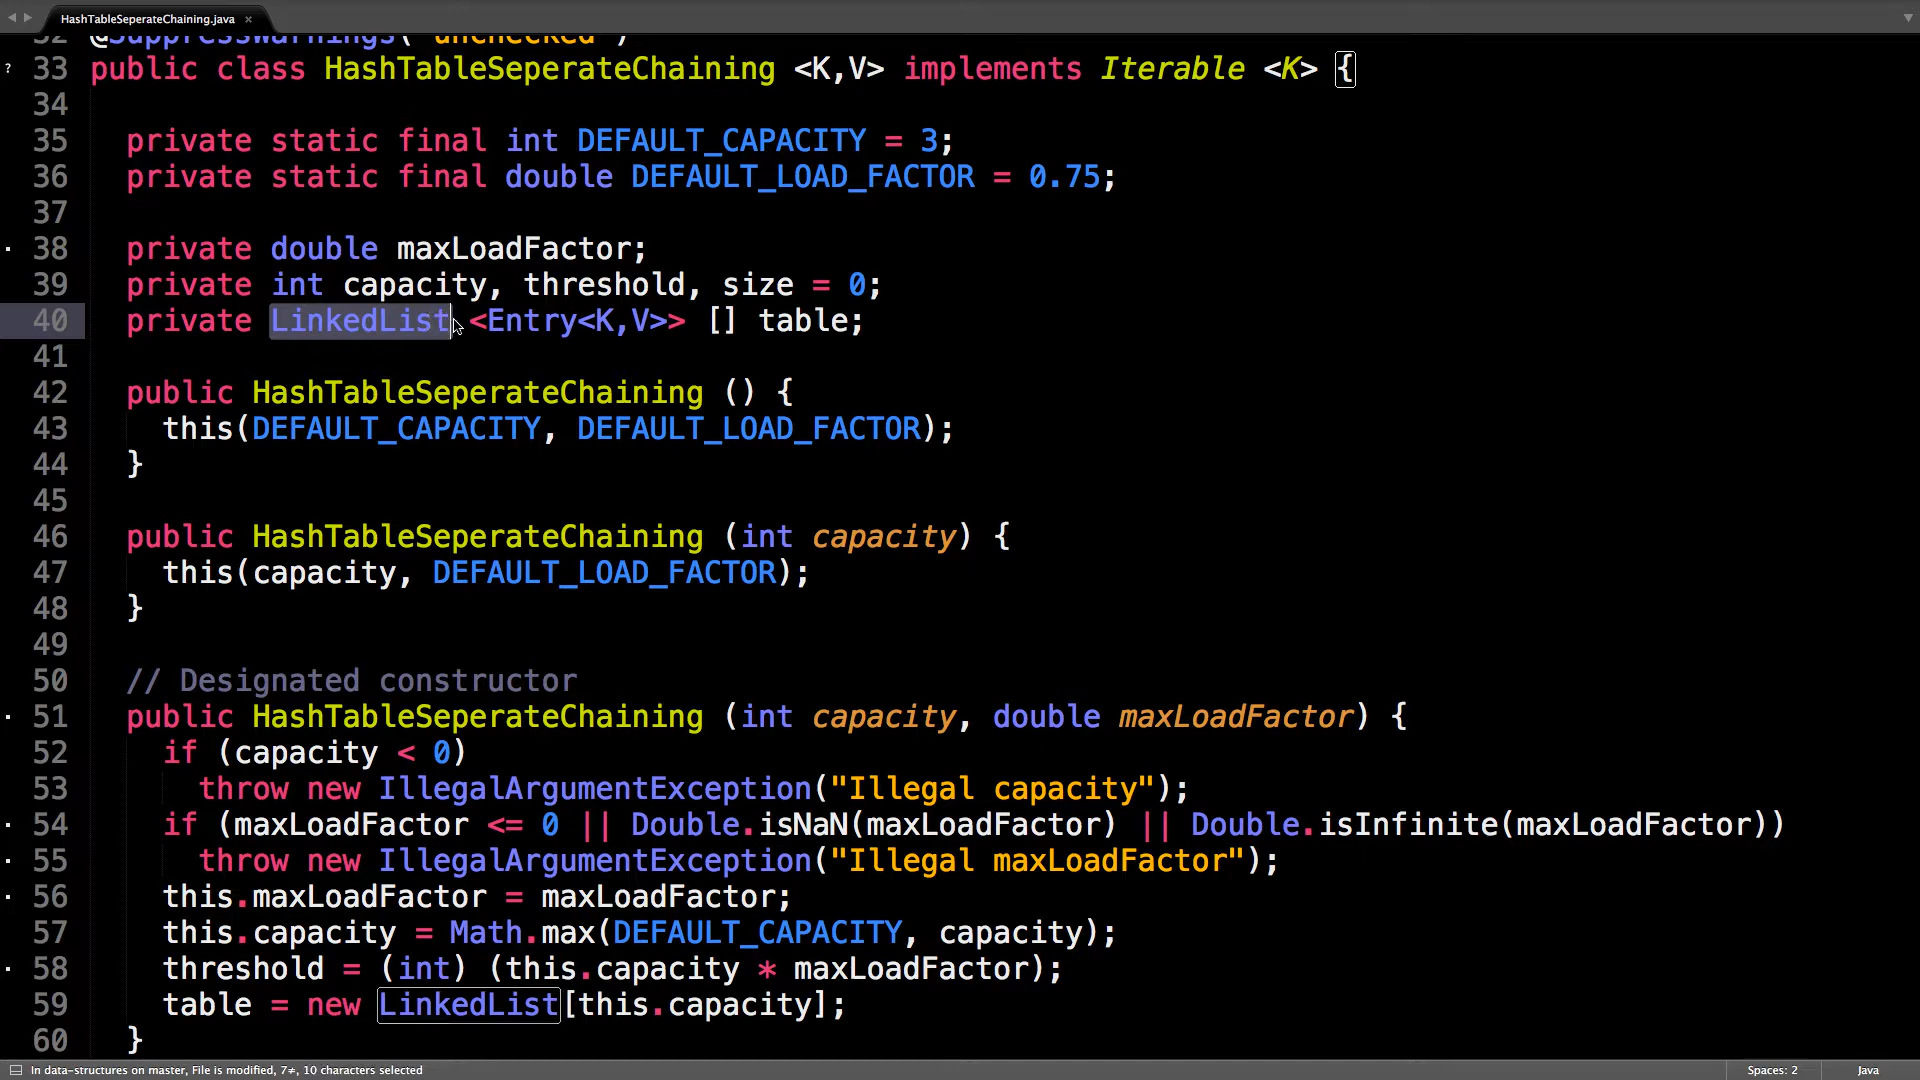 HashTableSeperateChaining.java ×
32 @SuppressWarnings("unchecked")
33 public class HashTableSeperateChaining <K,V> implements Iterable <K> {
34
35 private static final int DEFAULT_CAPACITY = 3;
36 private static final double DEFAULT_LOAD_FACTOR = 0.75;
37
38 private double maxLoadFactor;
39 private int capacity, threshold, size = 0;
40 private LinkedList <Entry<K,V>> [] table;
41
42 public HashTableSeperateChaining () {
43 this(DEFAULT_CAPACITY, DEFAULT_LOAD_FACTOR);
44 }
45
46 public HashTableSeperateChaining (int capacity) {
47 this(capacity, DEFAULT_LOAD_FACTOR);
48 }
49
50 // Designated constructor
51 public HashTableSeperateChaining (int capacity, double maxLoadFactor) {
52 if (capacity < 0)
53 throw new IllegalArgumentException("Illegal capacity");
54 if (maxLoadFactor <= 0 || Double.isNaN(maxLoadFactor) || Double.isInfinite(maxLoadFactor))
55 throw new IllegalArgumentException("Illegal maxLoadFactor");
56 this.maxLoadFactor = maxLoadFactor;
57 this.capacity = Math.max(DEFAULT_CAPACITY, capacity);
58 threshold = (int) (this.capacity * maxLoadFactor);
59 table = new LinkedList[this.capacity];
60 }
In data-structures on master, File is modified, 7≠, 10 characters selected
Spaces: 2
Java